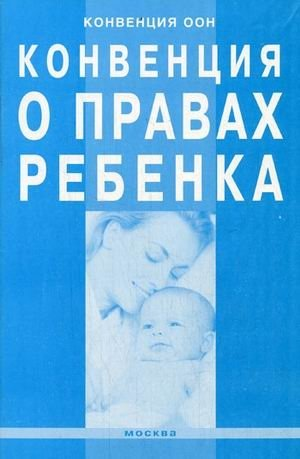 КОНВЕНЦИЯ ООН
КОНВЕНЦИЯ
О ПРАВАХ
РЕБЕНКА
МОСКВА